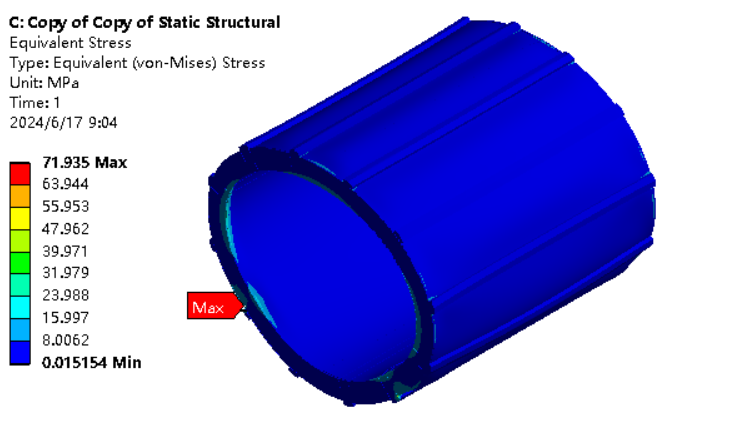 C: Copy of Copy of Static Structural
Equivalent Stress
Type: Equivalent (von-Mises) Stress
Unit: MPa
Time: 1
2024/6/17 9:04
71.935 Max
63.944
55.953
47.962
39.971
31.979
23.988
15.997
8.0062
0.015154 Min
Max